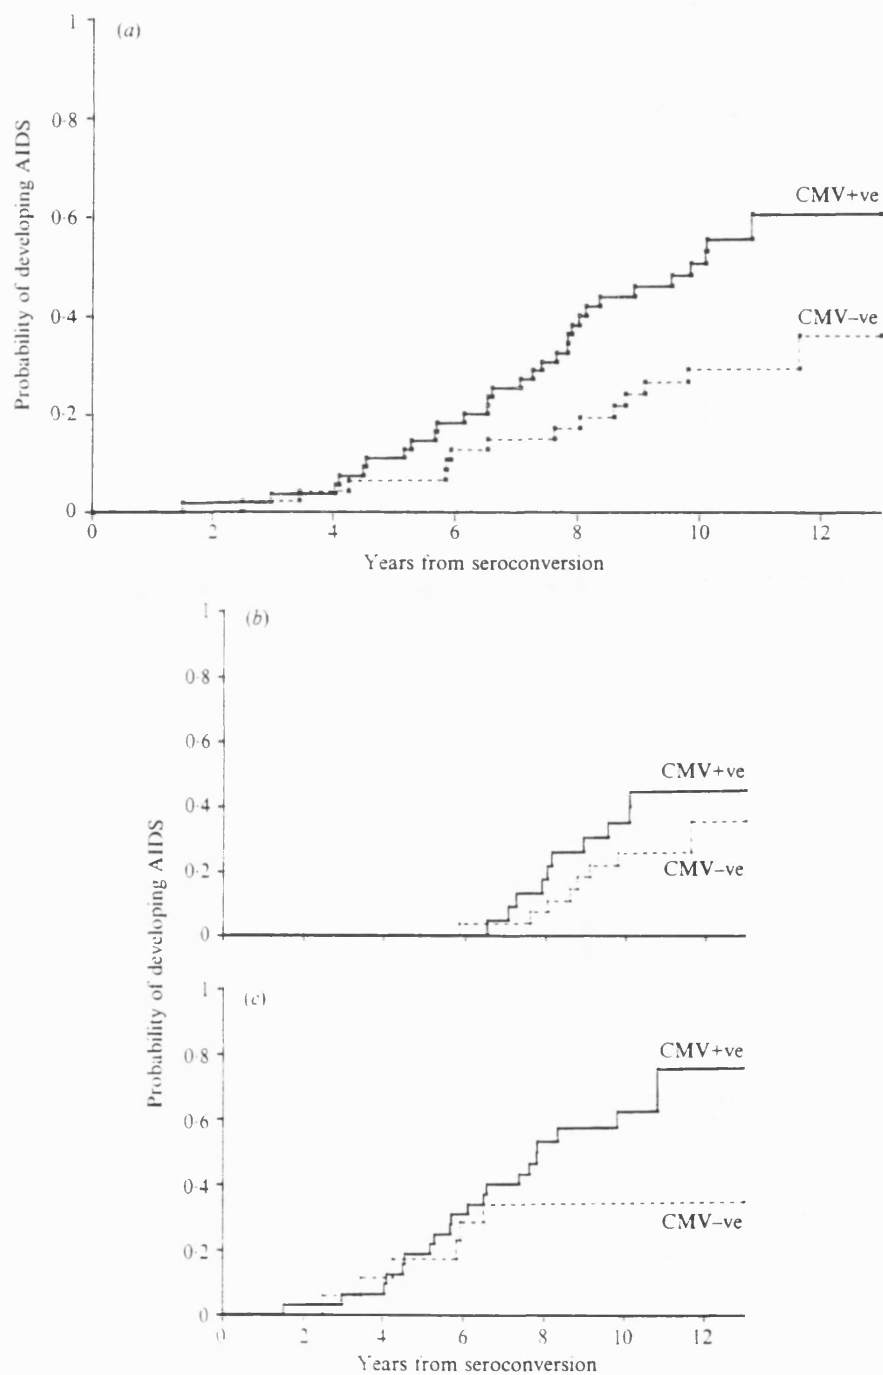 (a)
1
0·8
0·6
0·4
0·2
0
Probability of developing AIDS
CMV+ve
CMV–ve
0 2 4 6 8 10 12
Years from seroconversion
(b)
1
0·8
0·6
0·4
0·2
0
CMV+ve
CMV–ve
Probability of developing AIDS
(c)
1
0·8
0·6
0·4
0·2
0
CMV+ve
CMV–ve
0 2 4 6 8 10 12
Years from seroconversion